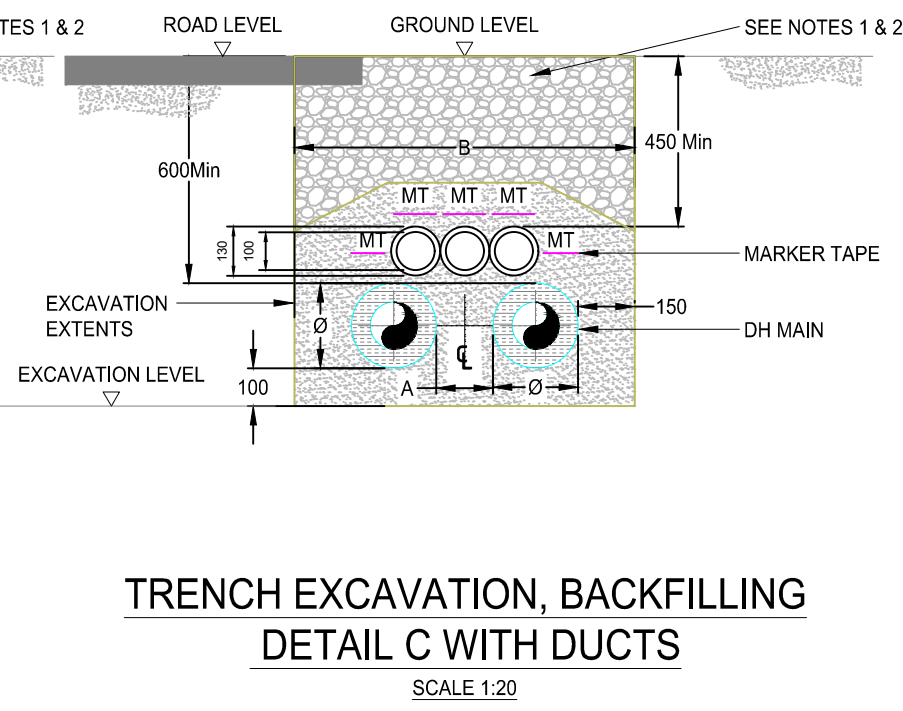 TES 1 & 2
ROAD LEVEL
GROUND LEVEL
SEE NOTES 1 & 2
B
450 Min
600Min
MT MT MT
MT
MT
130
100
MARKER TAPE
EXCAVATION
EXTENTS
Ø
150
DH MAIN
℄
EXCAVATION LEVEL
100
A
Ø
TRENCH EXCAVATION, BACKFILLING
DETAIL C WITH DUCTS
SCALE 1:20